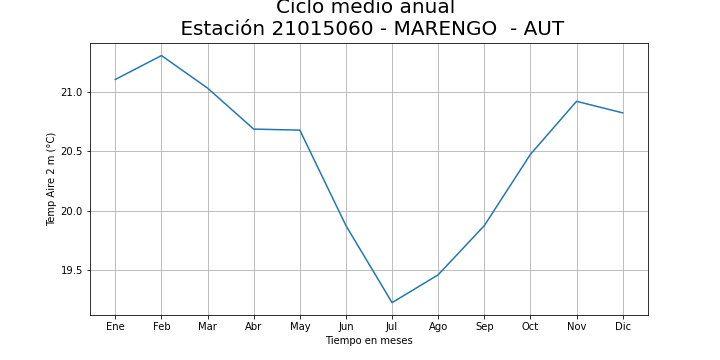 Ciclo medio anual
Estación 21015060 - MARENGO  - AUT
Temp Aire 2 m (°C)
21.0
20.5
20.0
19.5
Ene Feb Mar Abr May Jun Jul Ago Sep Oct Nov Dic
Tiempo en meses